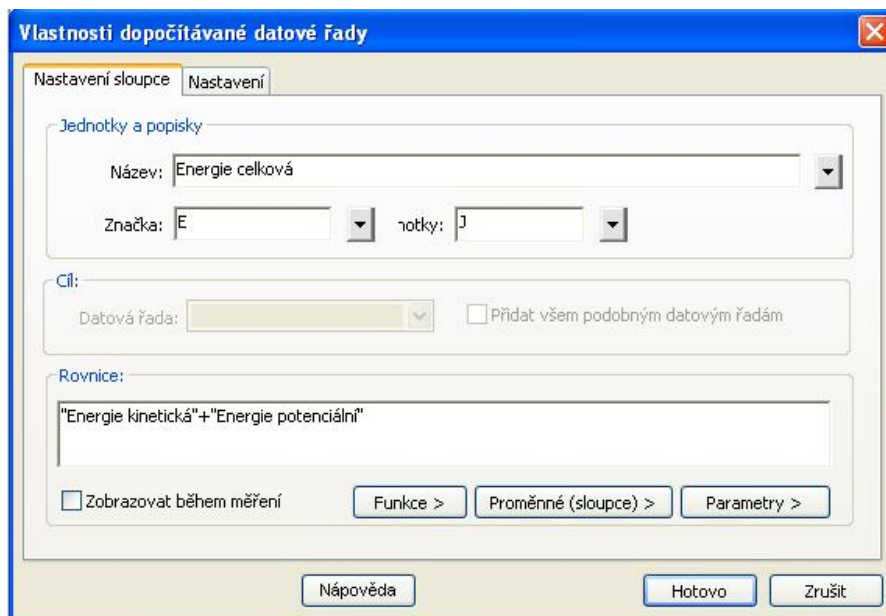 Vlastnosti dopočítávané datové řady
Nastavení sloupce Nastavení
Jednotky a popisky
Název: Energie celková
Značka: E notky: J
Cíl:
Datová řada: Přidat všem podobným datovým řadám
Rovnice:
"Energie kinetická"+"Energie potenciální"
Zobrazovat během měření Funkce > Proměnné (sloupce) > Parametry >
Nápověda Hotovo Zrušit